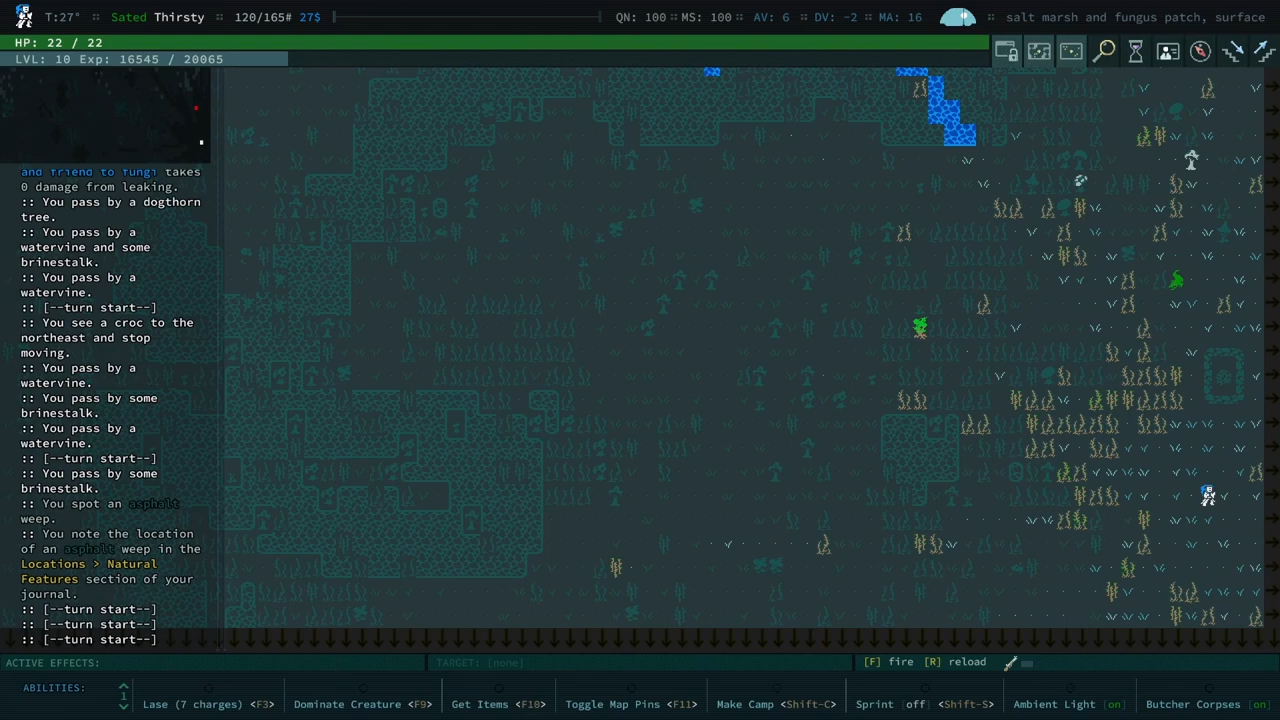 T:27° :: Sated Thirsty :: 120/165# 27$
QN: 100 :: MS: 100 :: AV: 6 :: DV: -2 :: MA: 16
:: salt marsh and fungus patch, surface
HP: 22 / 22
LVL: 10 Exp: 16545 / 20065
and friend to fungi takes
0 damage from leaking.
:: You pass by a dogthorn
tree.
:: You pass by a
watervine and some
brinestalk.
:: You pass by a
watervine.
:: [--turn start--]
:: You see a croc to the
northeast and stop
moving.
:: You pass by a
watervine.
:: You pass by some
brinestalk.
:: You pass by a
watervine.
:: [--turn start--]
:: You pass by some
brinestalk.
:: You spot an asphalt
weep.
:: You note the location
of an asphalt weep in the
Locations > Natural
Features section of your
journal.
:: [--turn start--]
:: [--turn start--]
:: [--turn start--]
ACTIVE EFFECTS:
TARGET: [none]
[F] fire [R] reload
ABILITIES:
1
Lase (7 charges) <F3>
Dominate Creature <F9>
Get Items <F10>
Toggle Map Pins <F11>
Make Camp <Shift-C>
Sprint [off] <Shift-S>
Ambient Light [on]
Butcher Corpses [on]